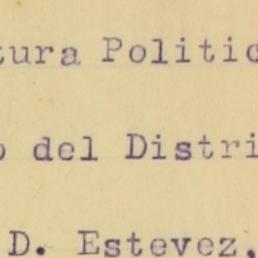 tura Politic
o del Distri
D. Estevez,